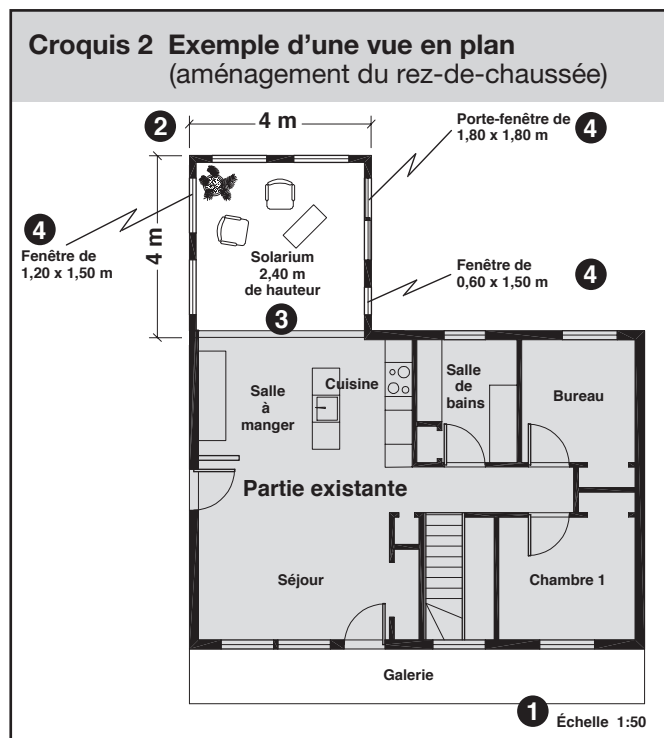 Croquis 2 Exemple d'une vue en plan
(aménagement du rez-de-chaussée)
2
4 m
Porte-fenêtre de
1,80 x 1,80 m
4
4
Fenêtre de
1,20 x 1,50 m
4 m
Solarium
2,40 m
de hauteur
Fenêtre de
0,60 x 1,50 m
4
3
Cuisine
Salle
à
manger
Salle
de
bains
Bureau
Partie existante
Séjour
Chambre 1
Galerie
1
Échelle 1:50